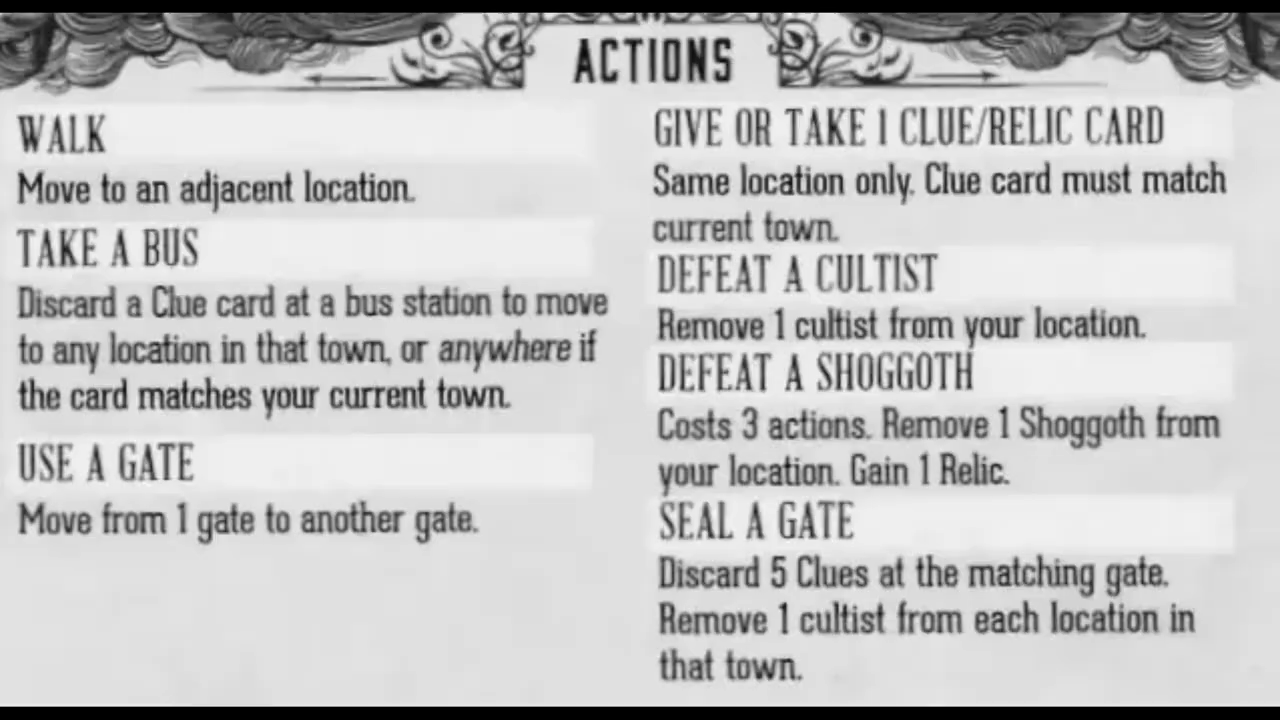 ACTIONS
WALK
Move to an adjacent location.
TAKE A BUS
Discard a Clue card at a bus station to move
to any location in that town, or anywhere if
the card matches your current town.
USE A GATE
Move from 1 gate to another gate.
GIVE OR TAKE 1 CLUE/RELIC CARD
Same location only. Clue card must match
current town.
DEFEAT A CULTIST
Remove 1 cultist from your location.
DEFEAT A SHOGGOTH
Costs 3 actions. Remove 1 Shoggoth from
your location. Gain 1 Relic.
SEAL A GATE
Discard 5 Clues at the matching gate.
Remove 1 cultist from each location in
that town.